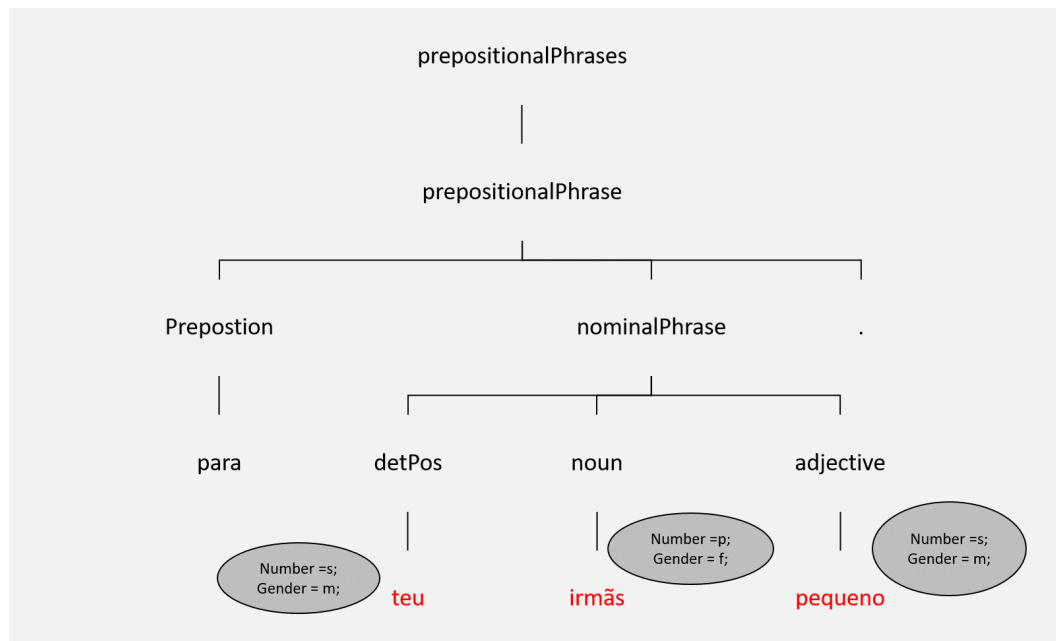 prepositionalPhrases
prepositionalPhrase
Prepostion nominalPhrase .
para detPos noun adjective
Number =s;
Gender = m;
Number =p;
Gender = f;
Number =s;
Gender = m;
teu irmãs pequeno